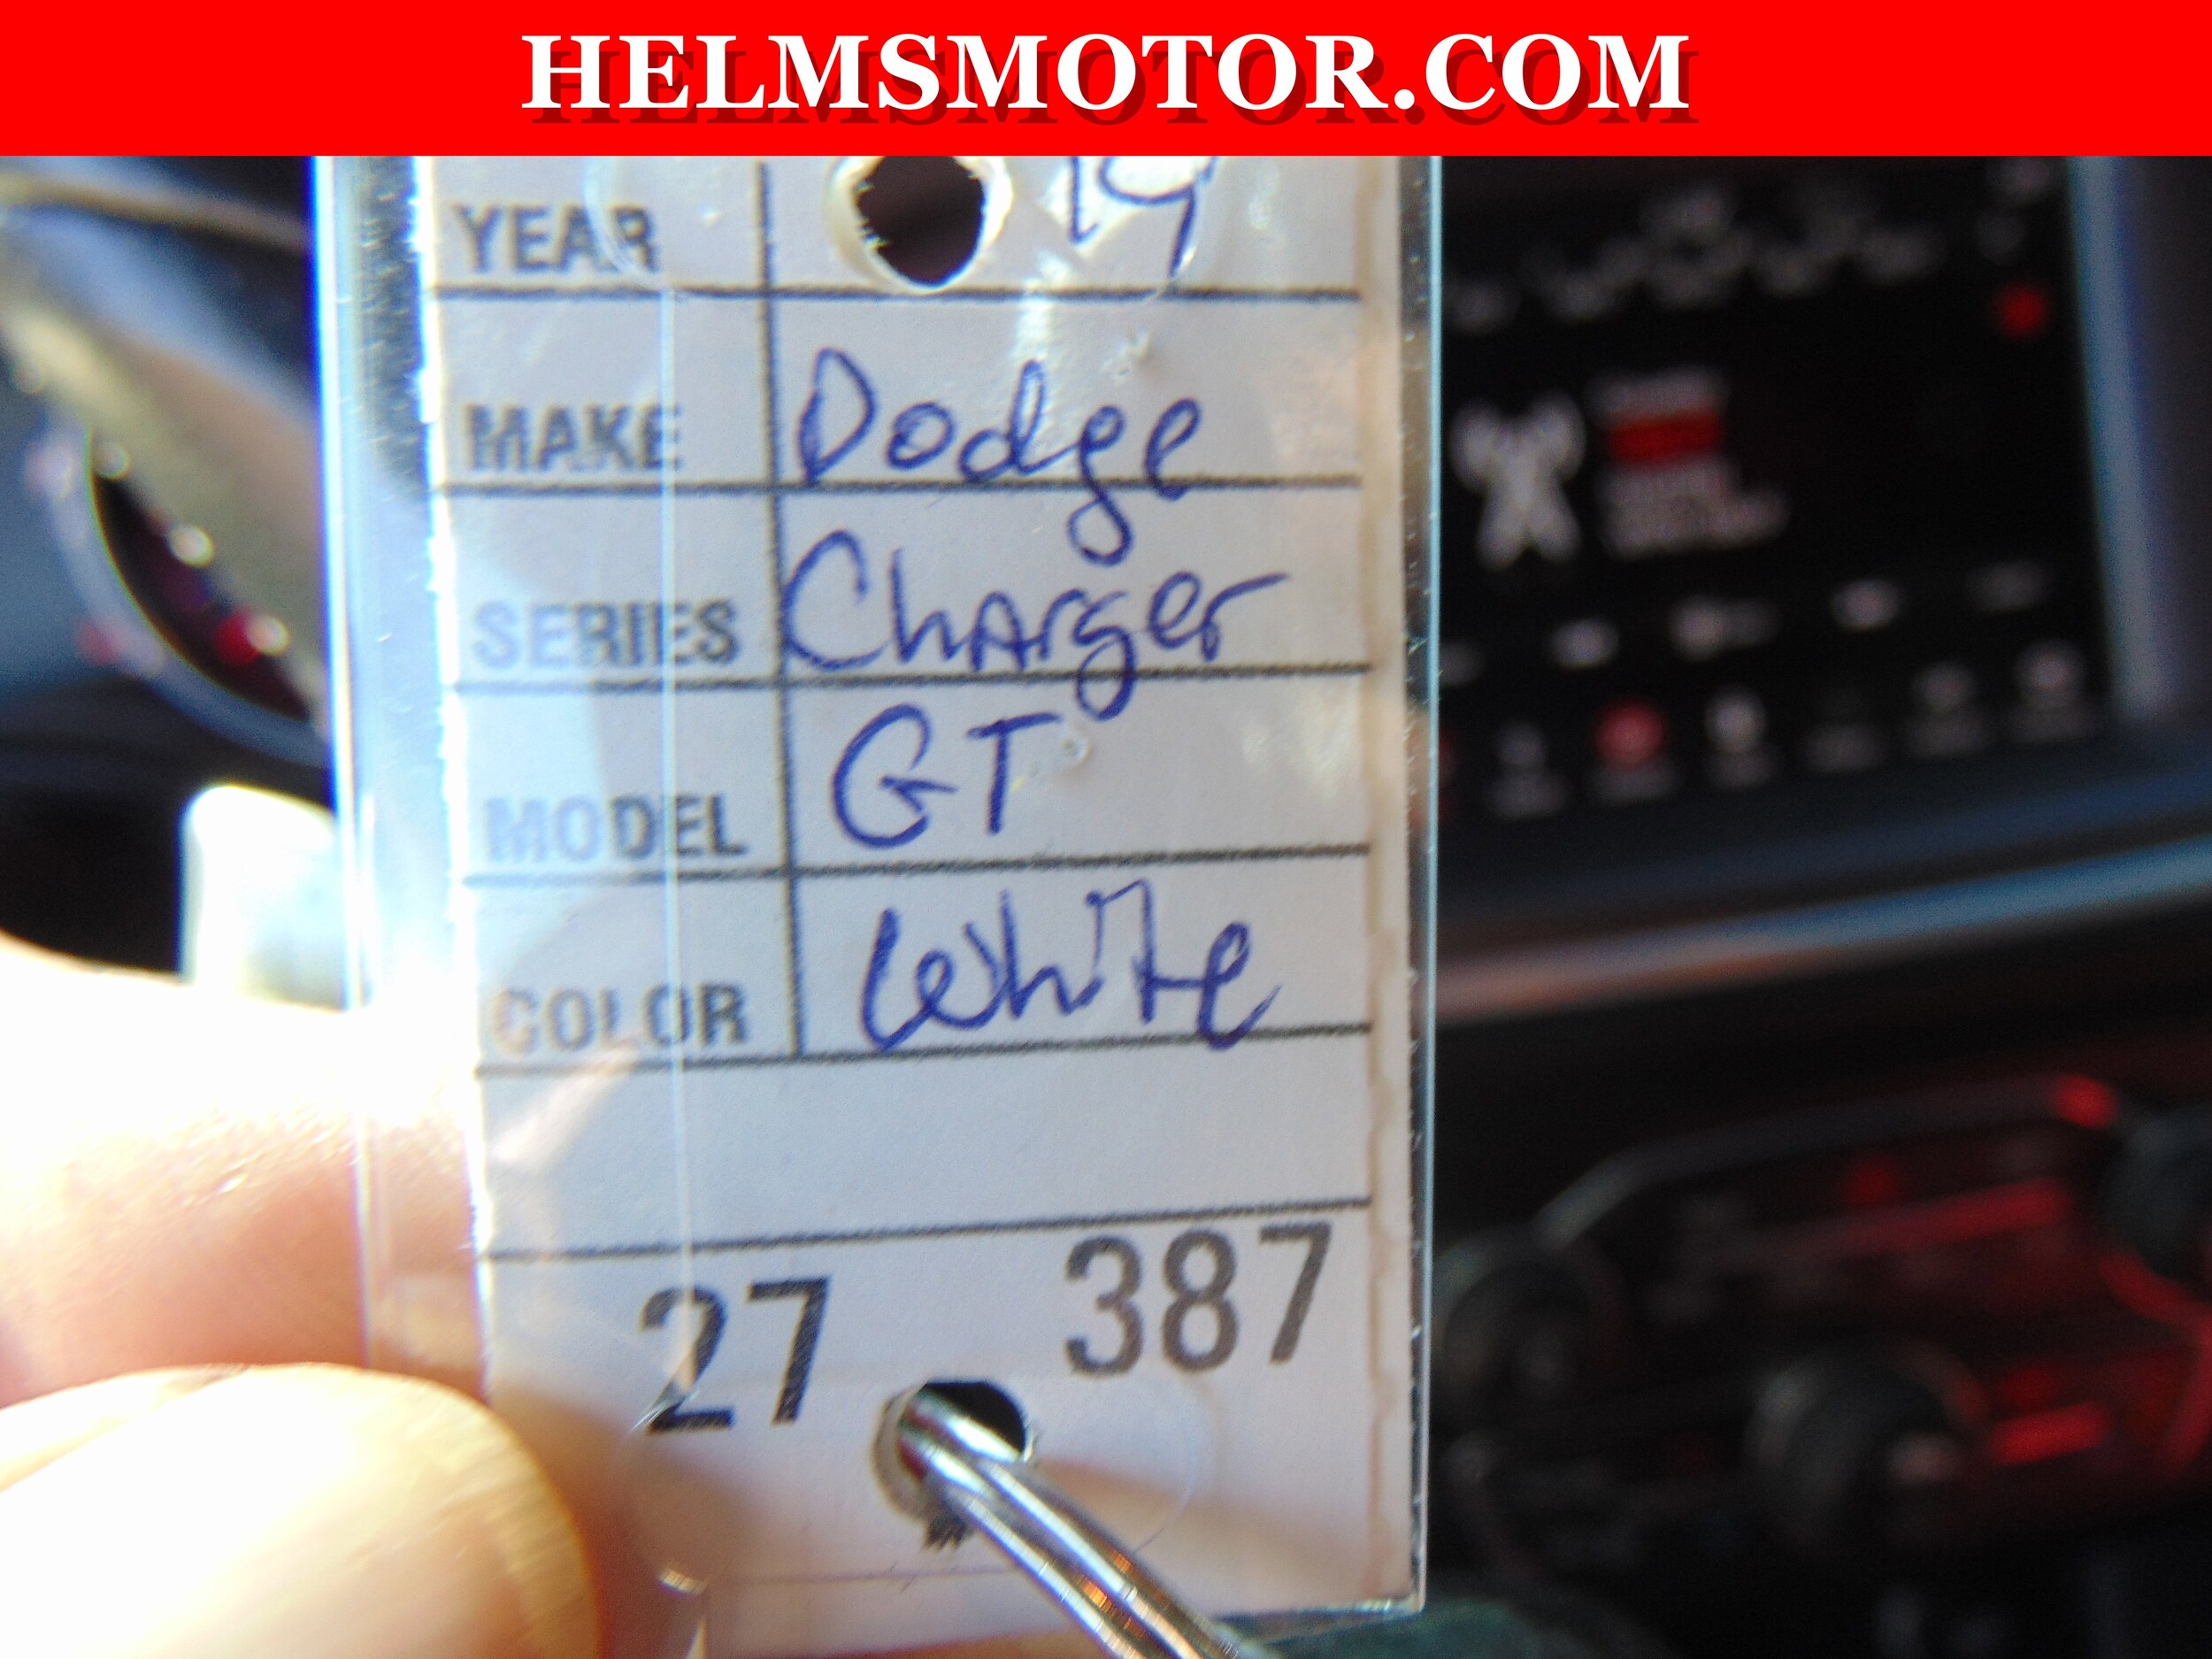 HELMSMOTOR.COM
YEAR 19
MAKE Dodge
SERIES Charger
MODEL GT
COLOR White
27 387